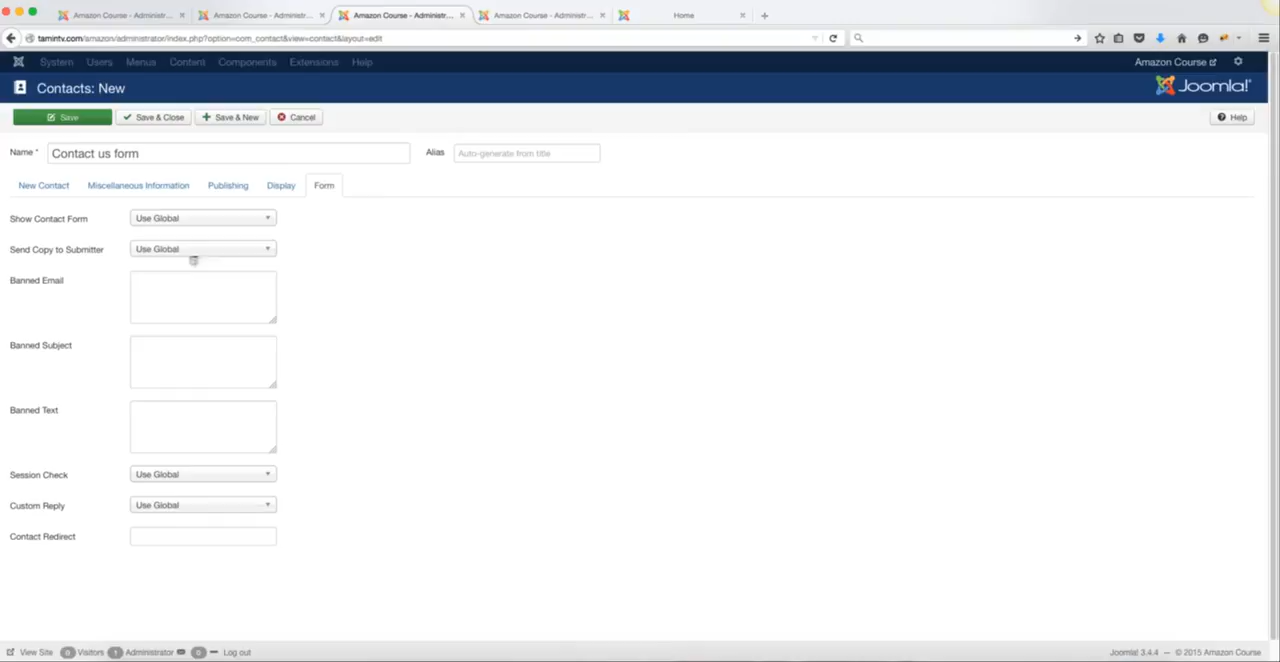 Amazon Course - Administr... × Amazon Course - Administr... × Amazon Course - Administr... × Amazon Course - Administr... × Home × +
tamintv.com/amazon/administrator/index.php?option=com_contact&view=contact&layout=edit
System Users Menus Content Components Extensions Help Amazon Course
Contacts: New Joomla!
Save Save & Close Save & New Cancel Help
Name * Contact us form Alias Auto-generate from title
New Contact Miscellaneous Information Publishing Display Form
Show Contact Form Use Global
Send Copy to Submitter Use Global
Banned Email
Banned Subject
Banned Text
Session Check Use Global
Custom Reply Use Global
Contact Redirect
View Site 0 Visitors 1 Administrator 0 Log out Joomla! 3.4.4 — © 2015 Amazon Course